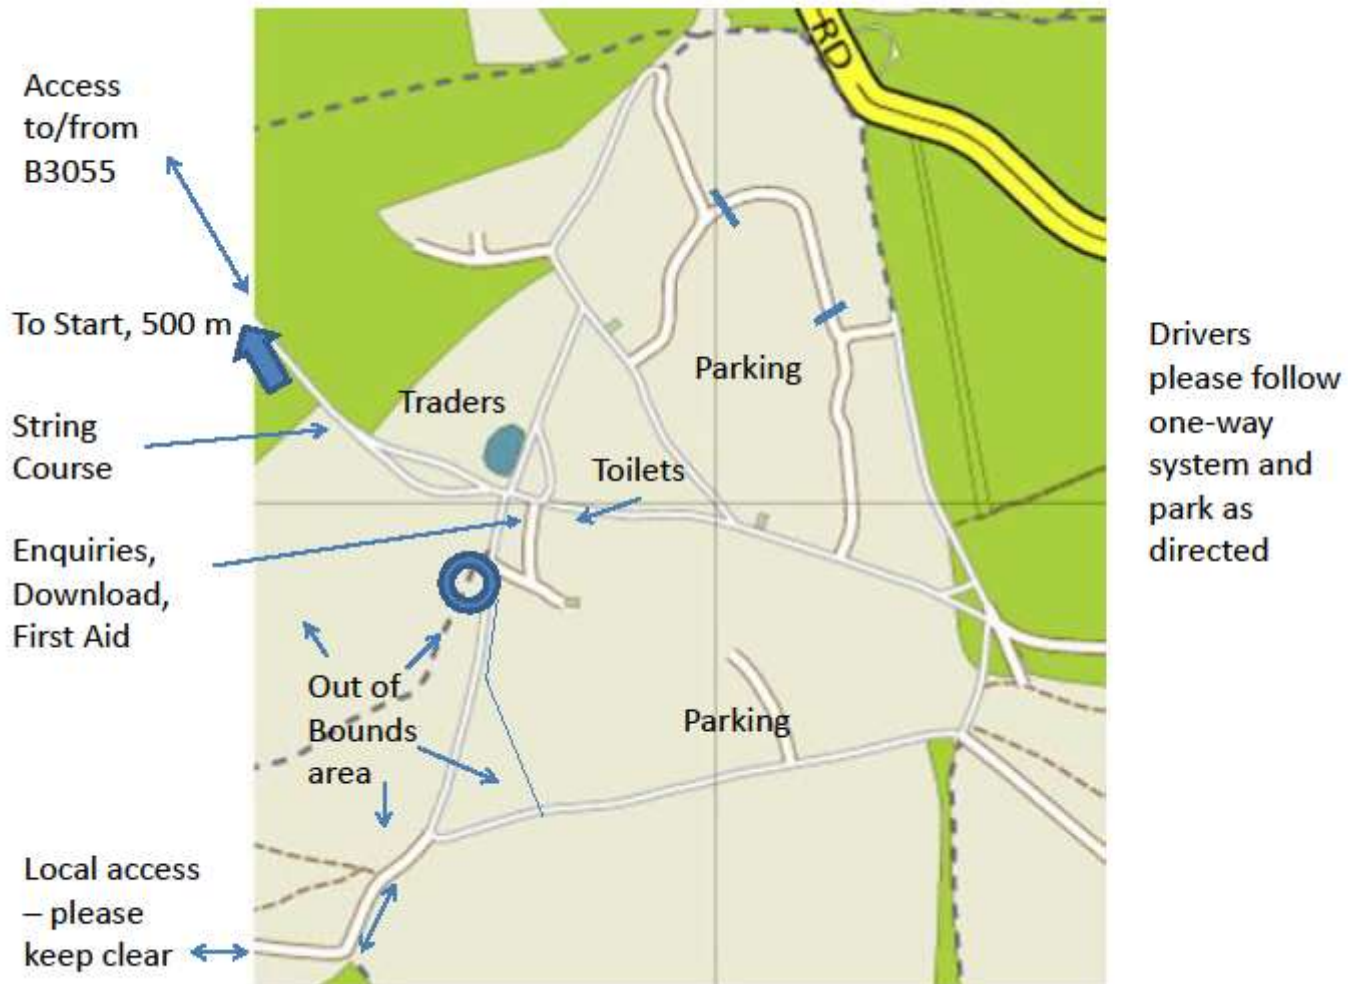 Access
to/from
B3055
RD
To Start, 500 m
Drivers
please follow
one-way
system and
park as
directed
Parking
Traders
String
Course
Toilets
Enquiries,
Download,
First Aid
Out of
Bounds
area
Parking
Local access
– please
keep clear